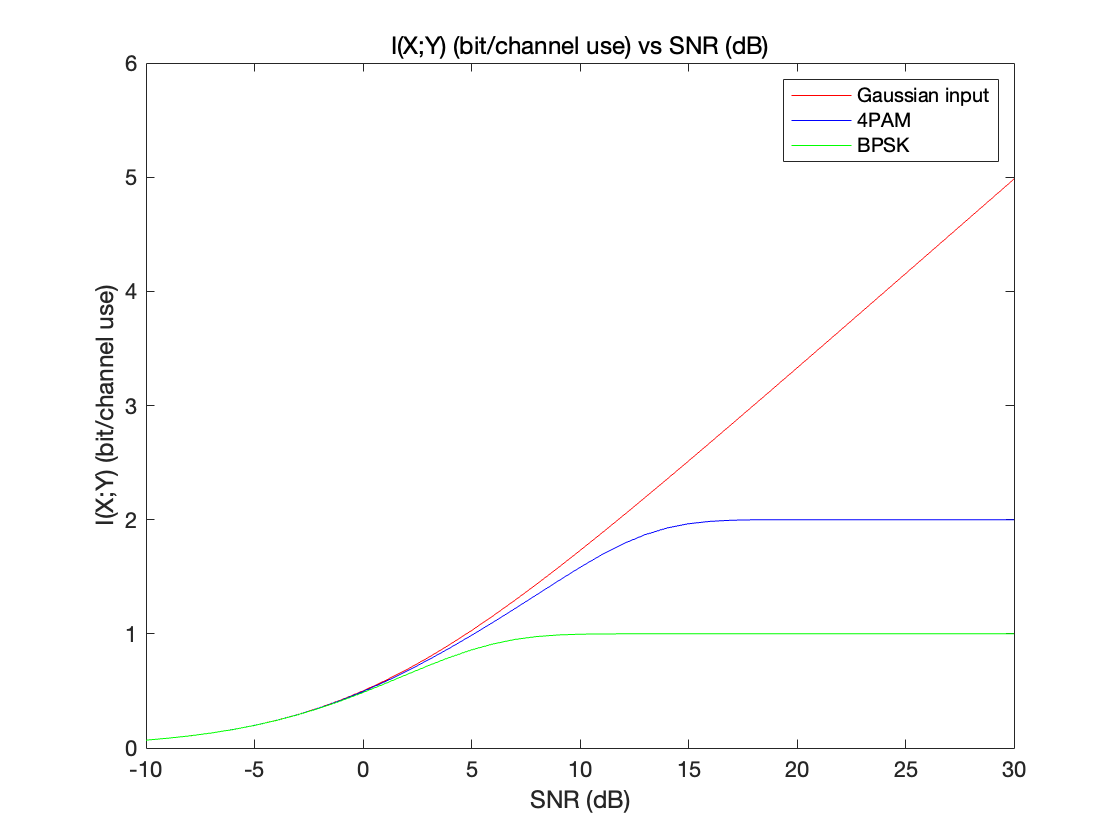 I(X;Y) (bit/channel use) vs SNR (dB)
Gaussian input
4PAM
BPSK
I(X;Y) (bit/channel use)
6
5
4
3
2
1
0
-10 -5 0 5 10 15 20 25 30
SNR (dB)